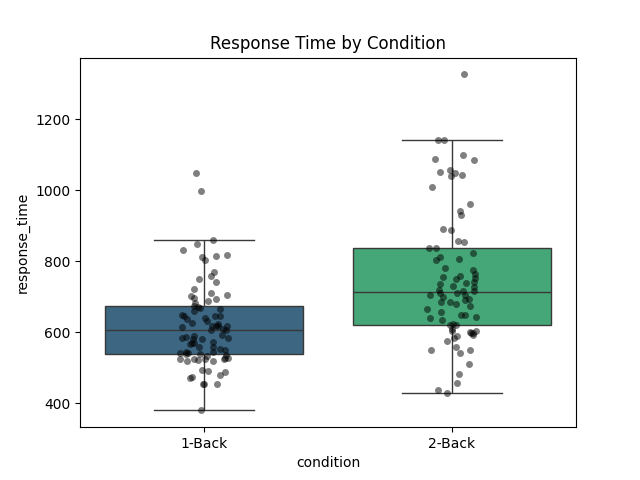 Response Time by Condition
1200
1000
800
600
400
response_time
1-Back
2-Back
condition